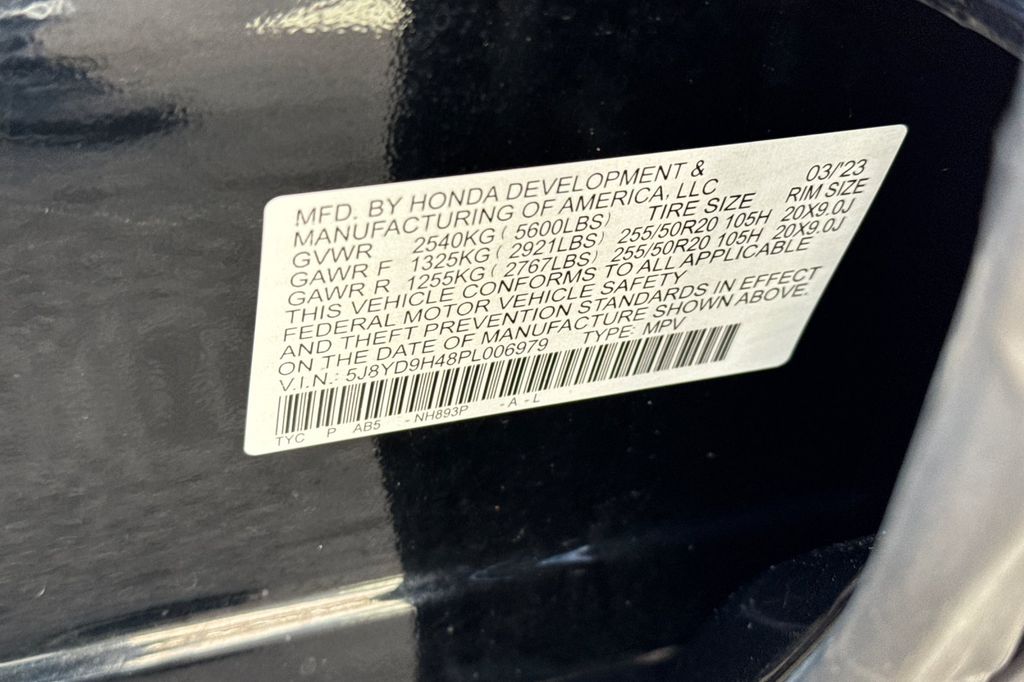 MFD. BY HONDA DEVELOPMENT & 03/'23
MANUFACTURING OF AMERICA, LLC RIM SIZE
GVWR 2540KG ( 5600LBS) TIRE SIZE
GAWR F 1325KG ( 2921LBS) 255/50R20 105H 20X9.0J
GAWR R 1255KG ( 2767LBS) 255/50R20 105H 20X9.0J
THIS VEHICLE CONFORMS TO ALL APPLICABLE
FEDERAL MOTOR VEHICLE SAFETY
AND THEFT PREVENTION STANDARDS IN EFFECT
ON THE DATE OF MANUFACTURE SHOWN ABOVE.
V.I.N.: 5J8YD9H48PL006979 TYPE: MPV
TYC P AB5 - NH893P - A - L